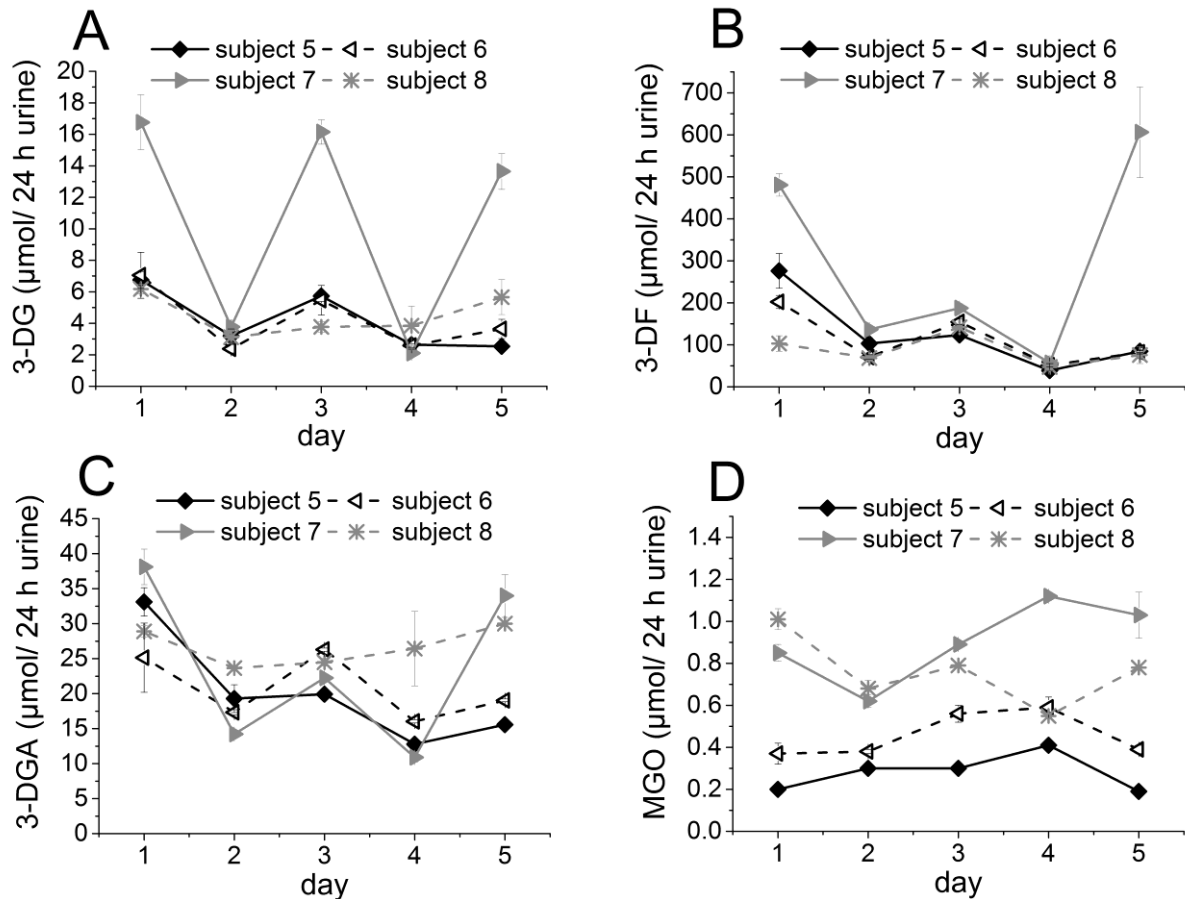 A
subject 5
subject 6
subject 7
subject 8
3-DG (µmol/ 24 h urine)
20
18
16
14
12
10
8
6
4
2
0
1 2 3 4 5
day
B
subject 5
subject 6
subject 7
subject 8
3-DF (µmol/ 24 h urine)
700
600
500
400
300
200
100
0
1 2 3 4 5
day
C
subject 5
subject 6
subject 7
subject 8
3-DGA (µmol/ 24 h urine)
45
40
35
30
25
20
15
10
5
0
1 2 3 4 5
day
D
subject 5
subject 6
subject 7
subject 8
MGO (µmol/ 24 h urine)
1.4
1.2
1.0
0.8
0.6
0.4
0.2
0.0
1 2 3 4 5
day